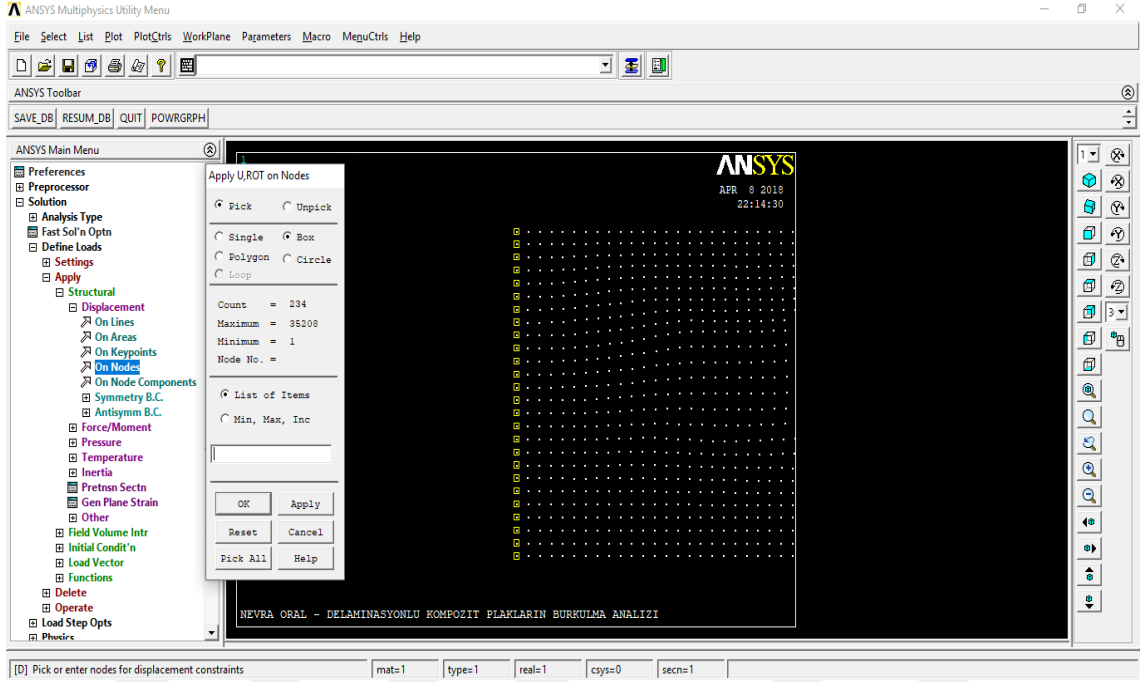 ANSYS Multiphysics Utility Menu
File Select List Plot PlotCtrls WorkPlane Parameters Macro MenuCtrls Help
ANSYS Toolbar
SAVE_DB RESUM_DB QUIT POWRGRPH
ANSYS Main Menu
Preferences
Preprocessor
Solution
Analysis Type
Fast Sol'n Optn
Define Loads
Settings
Apply
Structural
Displacement
On Lines
On Areas
On Keypoints
On Nodes
On Node Components
Symmetry B.C.
Antisymm B.C.
Force/Moment
Pressure
Temperature
Inertia
Pretnsn Sectn
Gen Plane Strain
Other
Field Volume Intr
Initial Condit'n
Load Vector
Functions
Delete
Operate
Load Step Opts
Physics
Apply U,ROT on Nodes
Pick Unpick
Single Box
Polygon Circle
Loop
Count = 234
Maximum = 35208
Minimum = 1
Node No. =
List of Items
Min, Max, Inc
OK Apply
Reset Cancel
Pick All Help
1
ANSYS
APR 8 2018
22:14:30
NEVRA ORAL - DELAMINASYONLU KOMPOZIT PLAKLARIN BURKULMA ANALIZI
1
3
[D] Pick or enter nodes for displacement constraints
mat=1 type=1 real=1 csys=0 secn=1